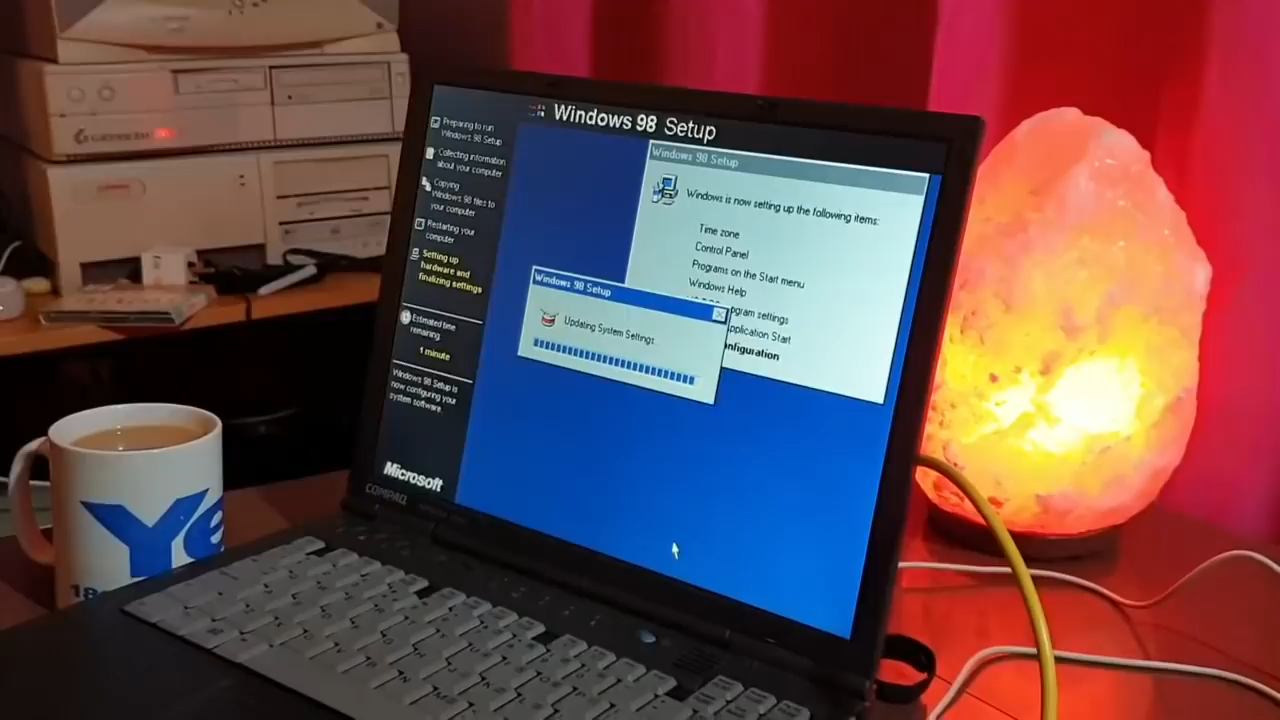 Windows 98 Setup
Preparing to run
Windows 98 Setup
Collecting information
about your computer
Copying
Windows 98 files to
your computer
Restarting your
computer
Setting up
hardware and
finalizing settings
Estimated time
remaining:
1 minute
Windows 98 Setup is
now configuring your
system software.
Microsoft
Windows 98 Setup
Windows is now setting up the following items:
Time zone
Control Panel
Programs on the Start menu
Windows Help
gram settings
pplication Start
nfiguration
Windows 98 Setup
Updating System Settings...
COMPAQ
Ye
18